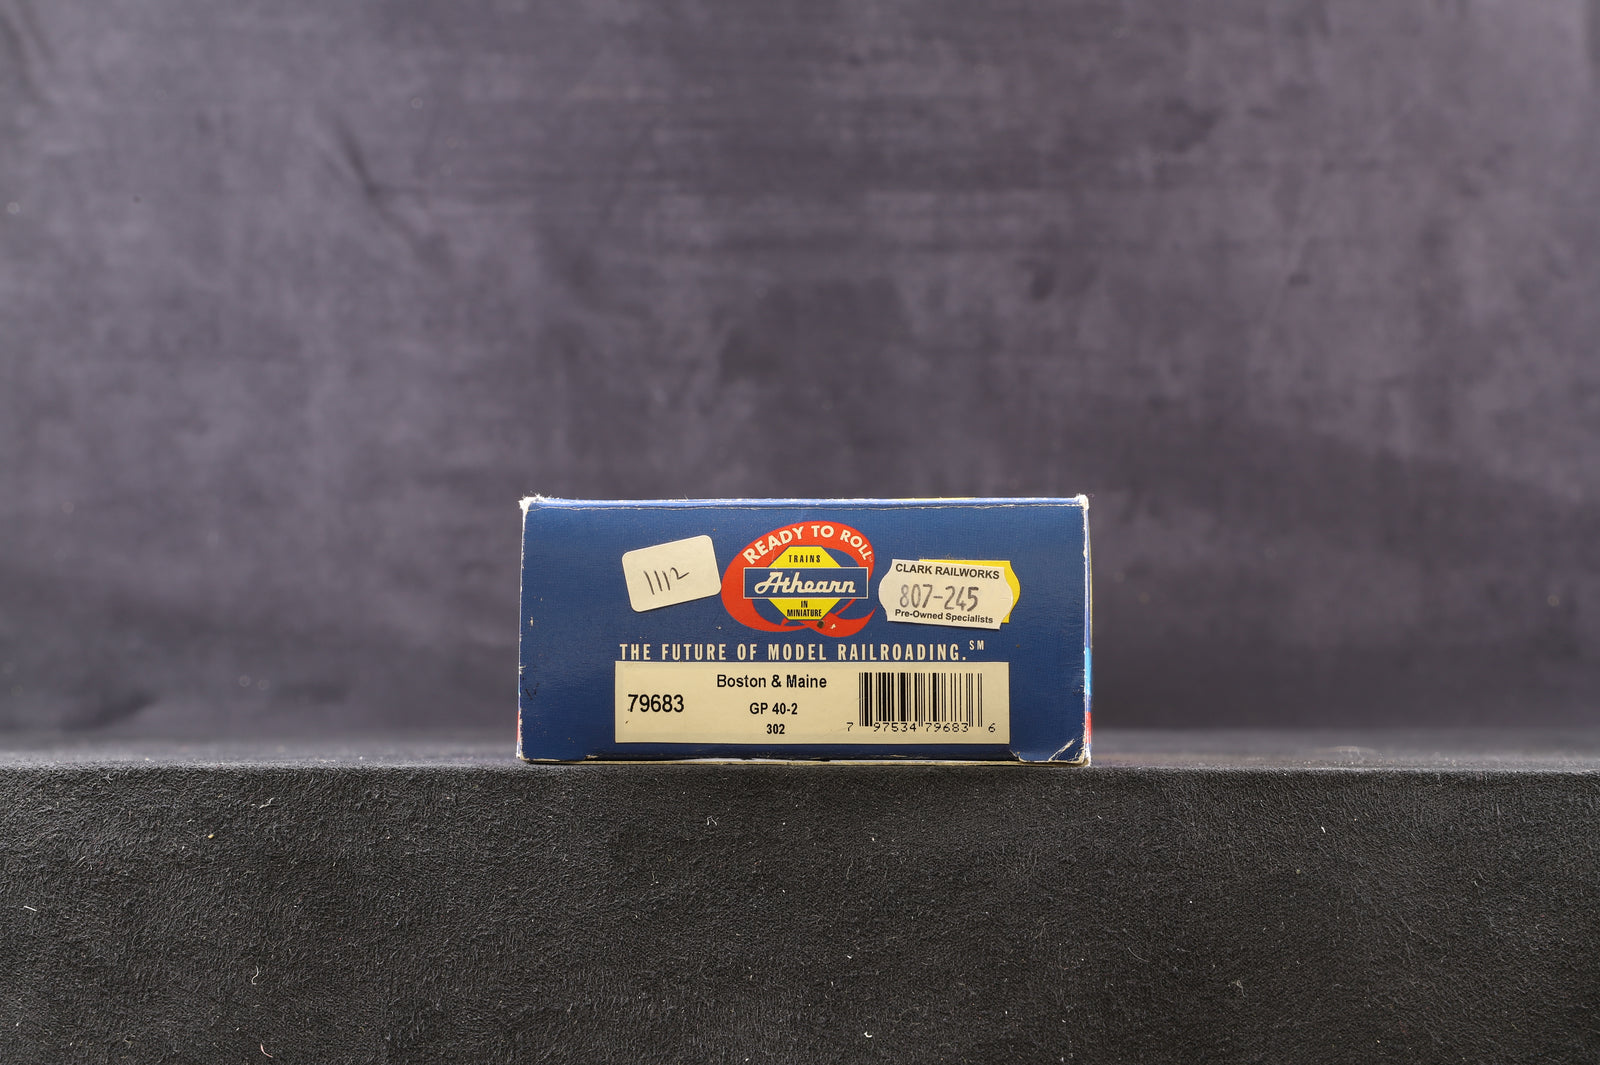 1112
READY TO ROLL
TRAINS
Athearn
IN
MINIATURE
CLARK RAILWORKS
807-245
Pre-Owned Specialists
THE FUTURE OF MODEL RAILROADING.℠
79683
Boston & Maine
GP 40-2
302
7 97534 79683 6